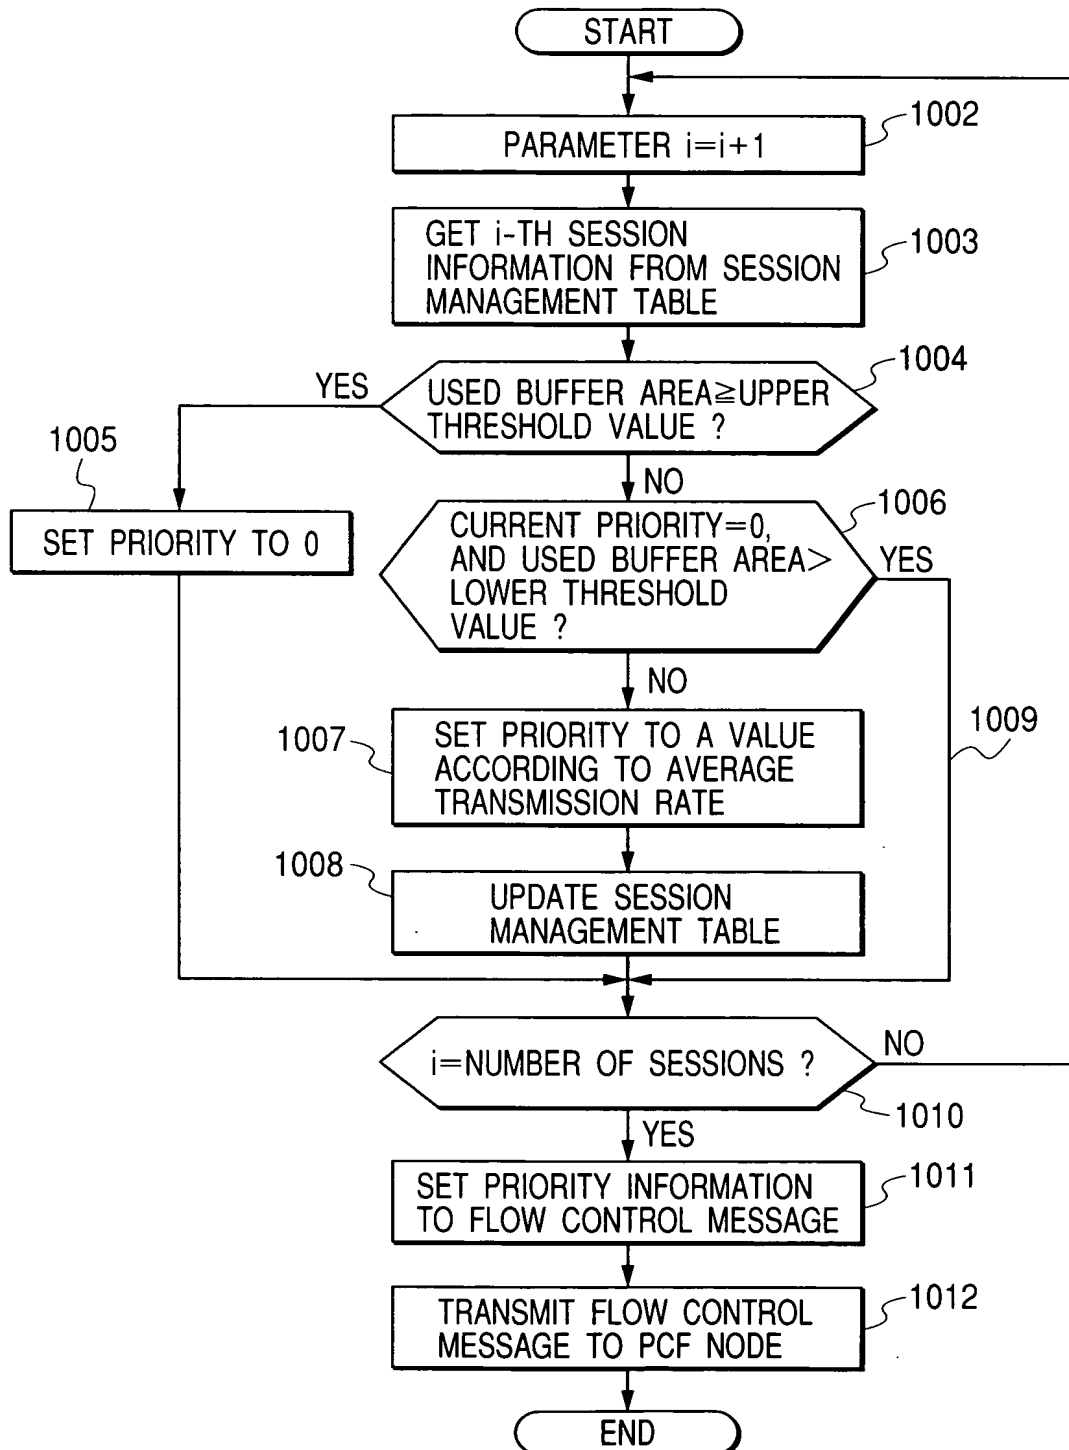 START
1002
PARAMETER i=i+1
GET i-TH SESSION
INFORMATION FROM SESSION
MANAGEMENT TABLE
1003
1004
YES
USED BUFFER AREA≧UPPER
THRESHOLD VALUE ?
1005
NO
SET PRIORITY TO 0
1006
CURRENT PRIORITY=0,
AND USED BUFFER AREA>
LOWER THRESHOLD
VALUE ?
YES
NO
1007
SET PRIORITY TO A VALUE
ACCORDING TO AVERAGE
TRANSMISSION RATE
1009
1008
UPDATE SESSION
MANAGEMENT TABLE
i=NUMBER OF SESSIONS ?
NO
1010
YES
SET PRIORITY INFORMATION
TO FLOW CONTROL MESSAGE
1011
TRANSMIT FLOW CONTROL
MESSAGE TO PCF NODE
1012
END